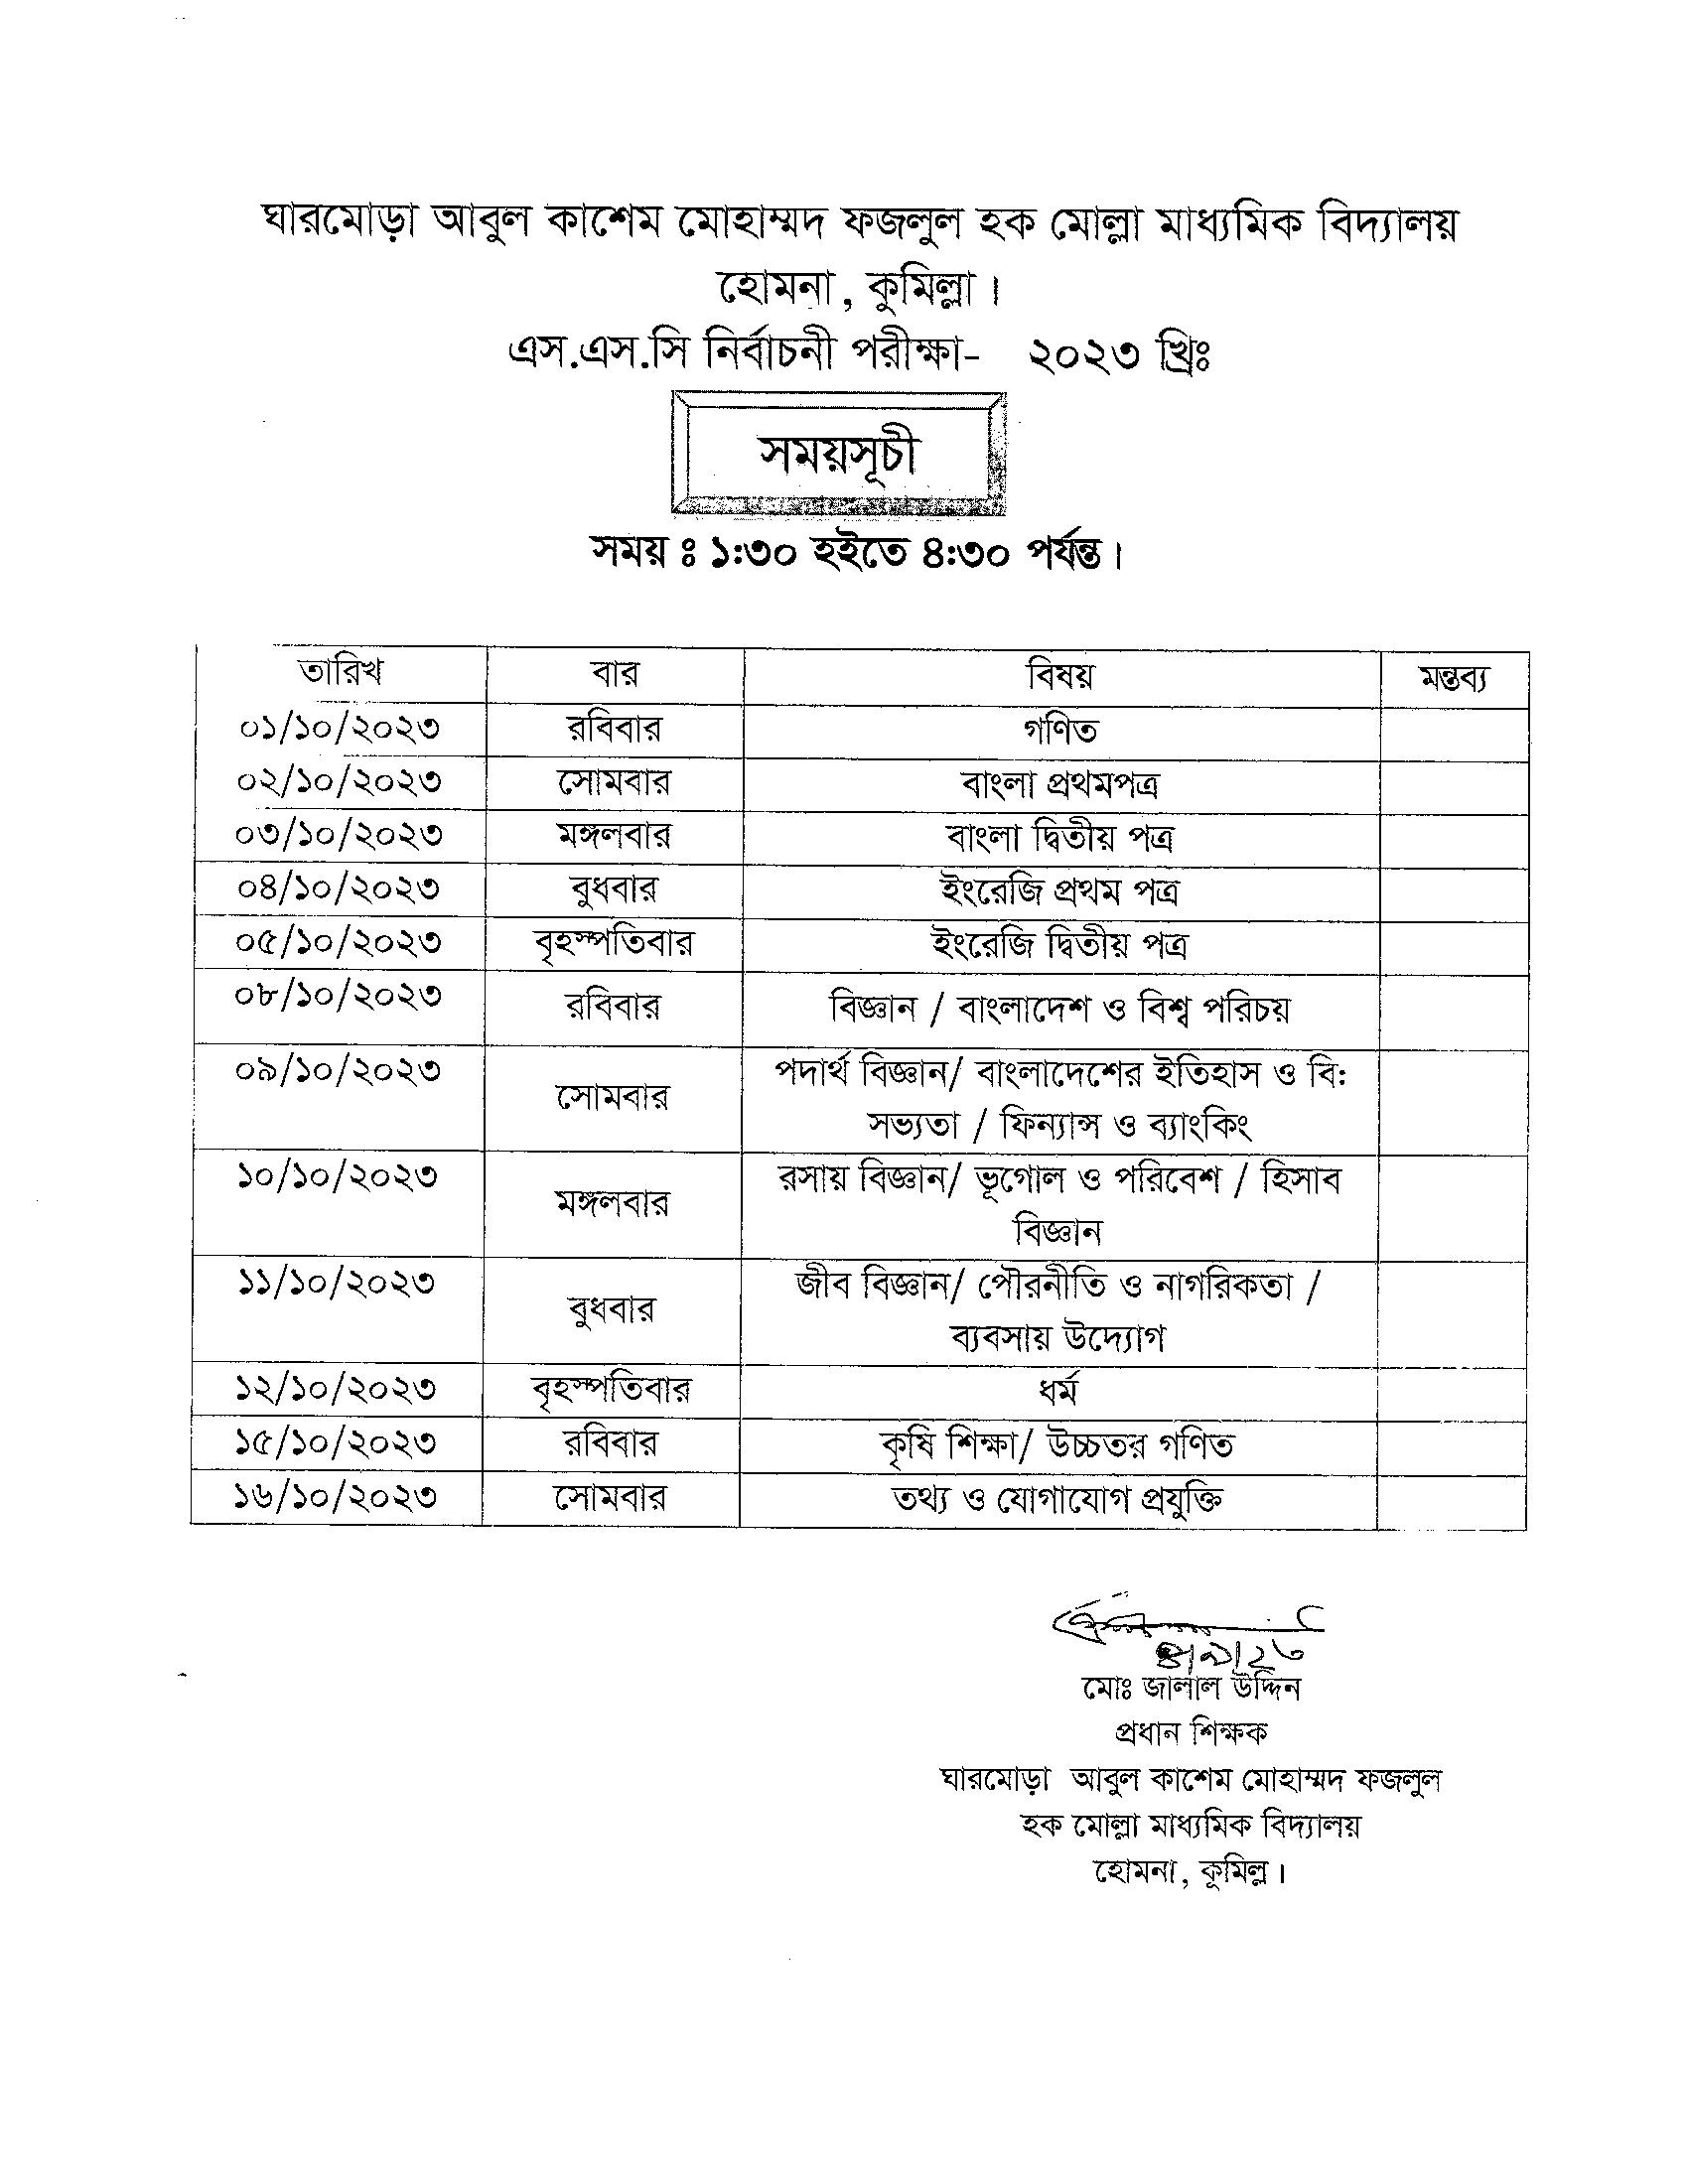 ঘারমোড়া আবুল কাশেম মোহাম্মদ ফজলুল হক মোল্লা মাধ্যমিক বিদ্যালয়
হোমনা, কুমিল্লা।
এস.এস.সি নির্বাচনী পরীক্ষা- ২০২৩ খ্রিঃ
সময়সূচী
সময় ঃ ১:৩০ হইতে ৪:৩০ পর্যন্ত।
তারিখ বার বিষয় মন্তব্য
০১/১০/২০২৩ রবিবার গণিত
০২/১০/২০২৩ সোমবার বাংলা প্রথমপত্র
০৩/১০/২০২৩ মঙ্গলবার বাংলা দ্বিতীয় পত্র
০৪/১০/২০২৩ বুধবার ইংরেজি প্রথম পত্র
০৫/১০/২০২৩ বৃহস্পতিবার ইংরেজি দ্বিতীয় পত্র
০৮/১০/২০২৩ রবিবার বিজ্ঞান / বাংলাদেশ ও বিশ্ব পরিচয়
০৯/১০/২০২৩ সোমবার পদার্থ বিজ্ঞান/ বাংলাদেশের ইতিহাস ও বি:
সভ্যতা / ফিন্যান্স ও ব্যাংকিং
১০/১০/২০২৩ মঙ্গলবার রসায় বিজ্ঞান/ ভূগোল ও পরিবেশ / হিসাব
বিজ্ঞান
১১/১০/২০২৩ বুধবার জীব বিজ্ঞান/ পৌরনীতি ও নাগরিকতা /
ব্যবসায় উদ্যোগ
১২/১০/২০২৩ বৃহস্পতিবার ধর্ম
১৫/১০/২০২৩ রবিবার কৃষি শিক্ষা/ উচ্চতর গণিত
১৬/১০/২০২৩ সোমবার তথ্য ও যোগাযোগ প্রযুক্তি
৪/৯/২৩
মোঃ জালাল উদ্দিন
প্রধান শিক্ষক
ঘারমোড়া আবুল কাশেম মোহাম্মদ ফজলুল
হক মোল্লা মাধ্যমিক বিদ্যালয়
হোমনা, কূমিল্ল।